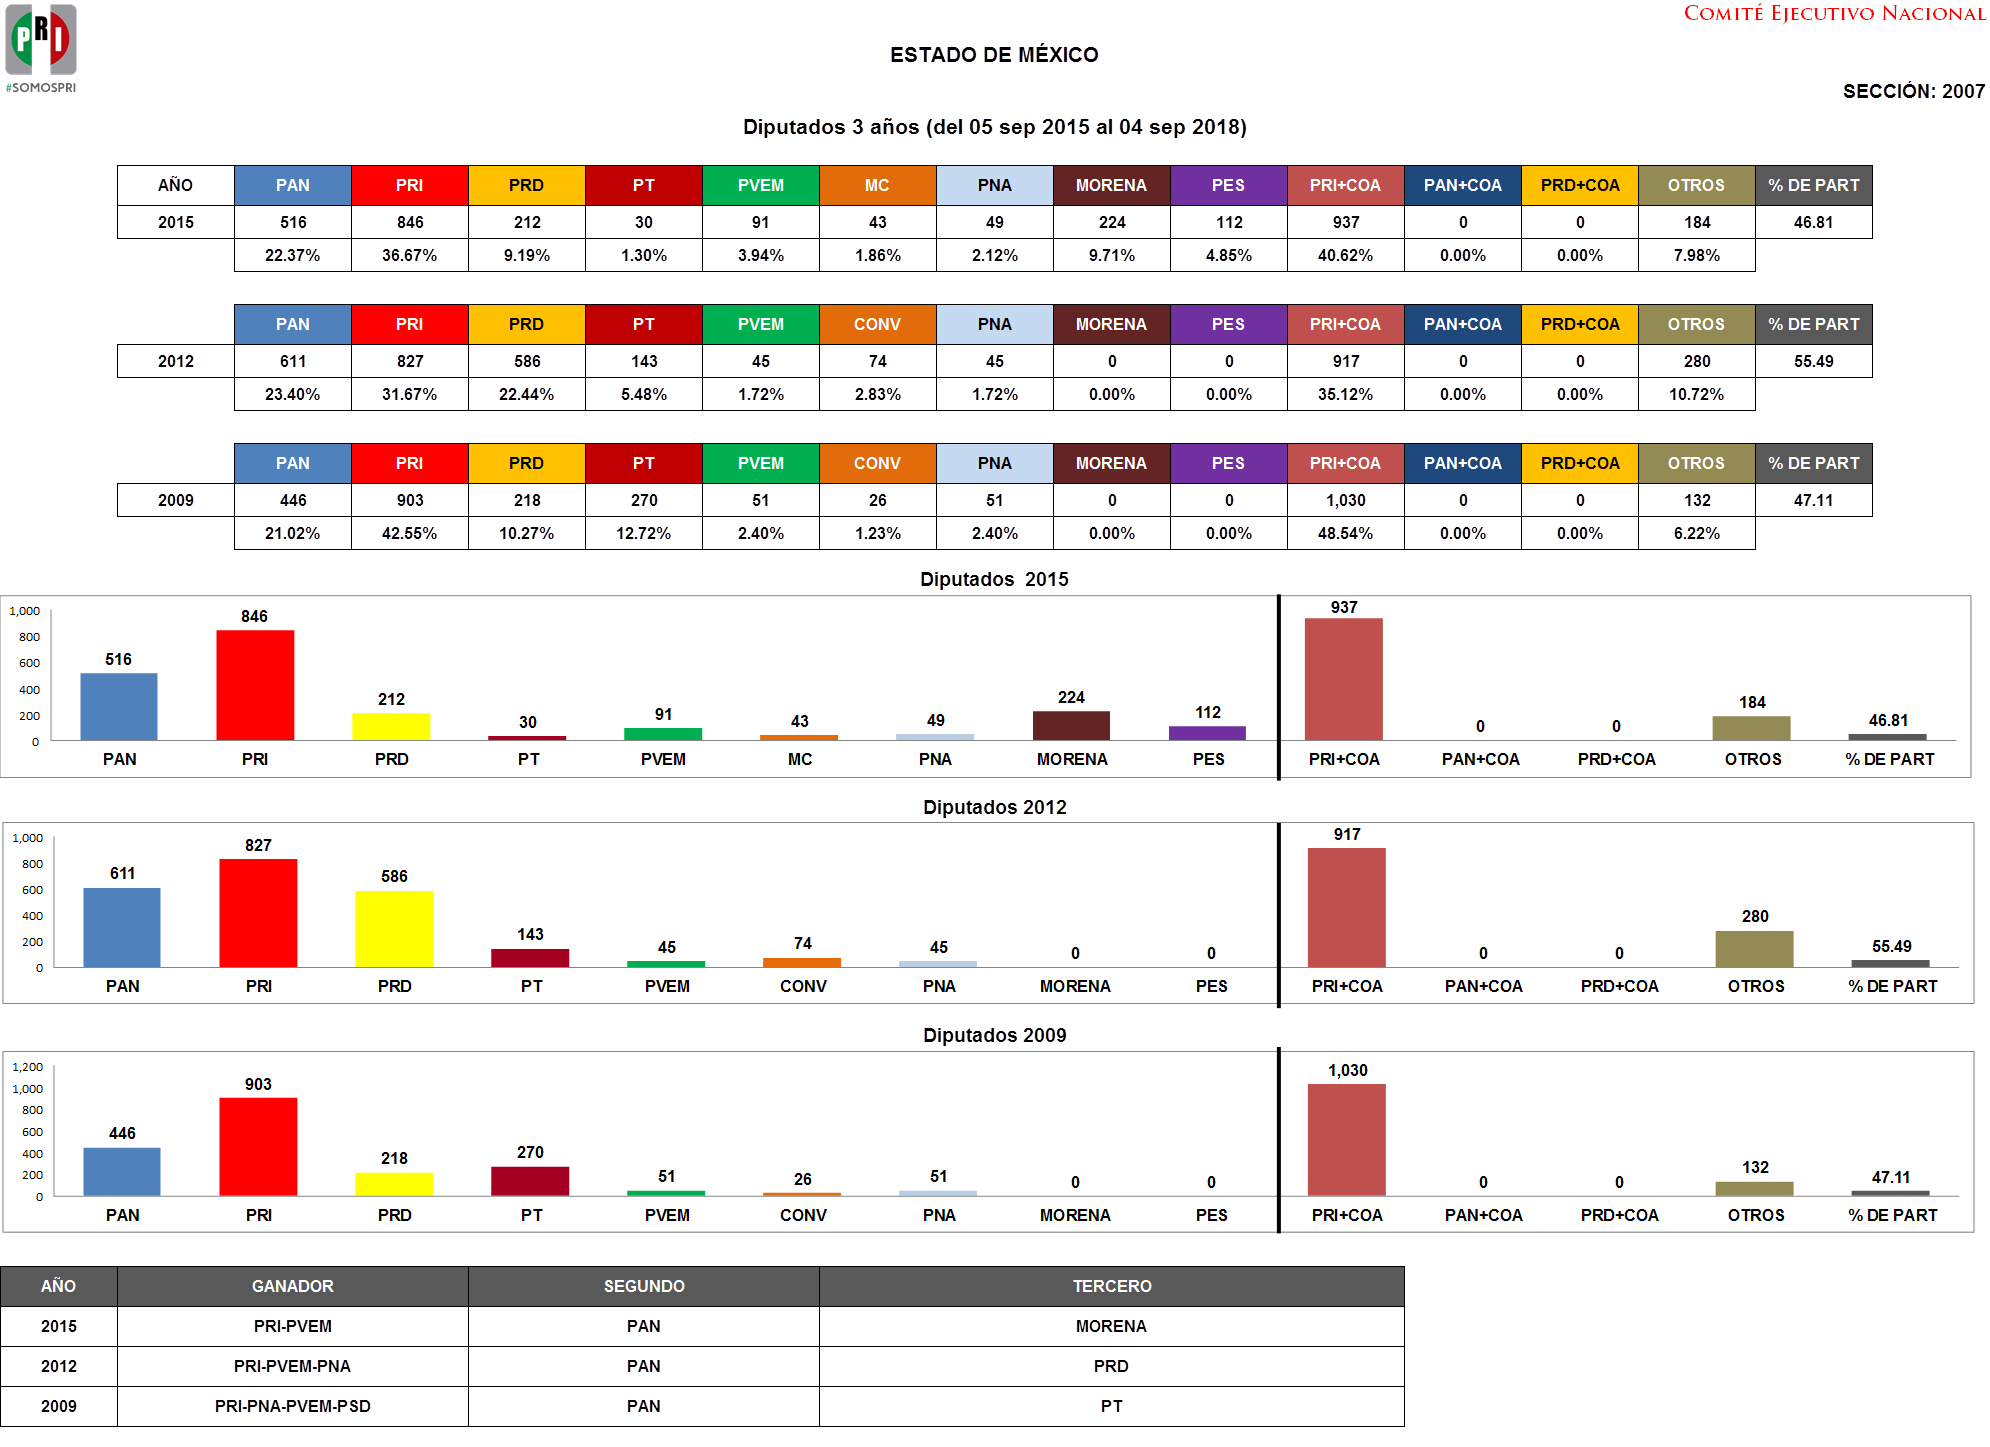 PRI
#SOMOSPRI
COMITÉ EJECUTIVO NACIONAL
ESTADO DE MÉXICO
SECCIÓN: 2007
Diputados 3 años (del 05 sep 2015 al 04 sep 2018)
AÑO PAN PRI PRD PT PVEM MC PNA MORENA PES PRI+COA PAN+COA PRD+COA OTROS % DE PART
2015 516 846 212 30 91 43 49 224 112 937 0 0 184 46.81
22.37% 36.67% 9.19% 1.30% 3.94% 1.86% 2.12% 9.71% 4.85% 40.62% 0.00% 0.00% 7.98%
PAN PRI PRD PT PVEM CONV PNA MORENA PES PRI+COA PAN+COA PRD+COA OTROS % DE PART
2012 611 827 586 143 45 74 45 0 0 917 0 0 280 55.49
23.40% 31.67% 22.44% 5.48% 1.72% 2.83% 1.72% 0.00% 0.00% 35.12% 0.00% 0.00% 10.72%
PAN PRI PRD PT PVEM CONV PNA MORENA PES PRI+COA PAN+COA PRD+COA OTROS % DE PART
2009 446 903 218 270 51 26 51 0 0 1,030 0 0 132 47.11
21.02% 42.55% 10.27% 12.72% 2.40% 1.23% 2.40% 0.00% 0.00% 48.54% 0.00% 0.00% 6.22%
Diputados 2015
1,000
800
600
400
200
0
516 846 212 30 91 43 49 224 112 937 0 0 184 46.81
PAN PRI PRD PT PVEM MC PNA MORENA PES PRI+COA PAN+COA PRD+COA OTROS % DE PART
Diputados 2012
1,000
800
600
400
200
0
611 827 586 143 45 74 45 0 0 917 0 0 280 55.49
PAN PRI PRD PT PVEM CONV PNA MORENA PES PRI+COA PAN+COA PRD+COA OTROS % DE PART
Diputados 2009
1,200
1,000
800
600
400
200
0
446 903 218 270 51 26 51 0 0 1,030 0 0 132 47.11
PAN PRI PRD PT PVEM CONV PNA MORENA PES PRI+COA PAN+COA PRD+COA OTROS % DE PART
AÑO GANADOR SEGUNDO TERCERO
2015 PRI-PVEM PAN MORENA
2012 PRI-PVEM-PNA PAN PRD
2009 PRI-PNA-PVEM-PSD PAN PT